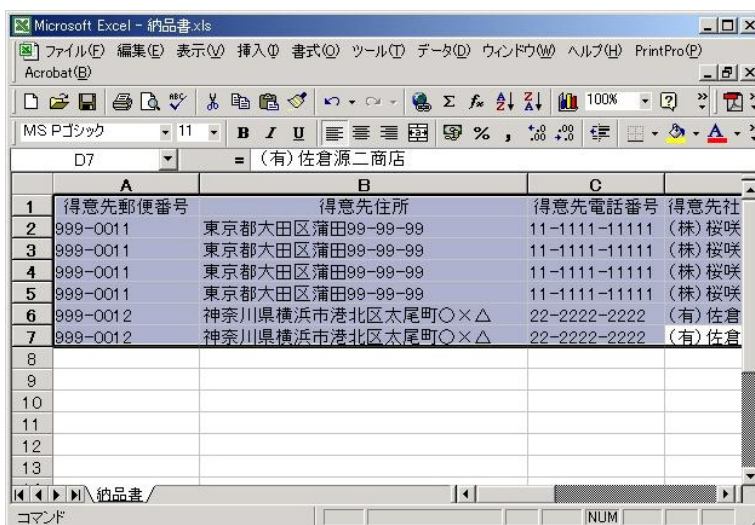 Microsoft Excel - 納品書.xls
ファイル(F) 編集(E) 表示(V) 挿入(I) 書式(O) ツール(T) データ(D) ウィンドウ(W) ヘルプ(H) PrintPro(P)
Acrobat(B)
100%
MS Pゴシック 11 B I U % ,
D7 = (有)佐倉源二商店
A B C
1 得意先郵便番号 得意先住所 得意先電話番号 得意先社
2 999-0011 東京都大田区蒲田99-99-99 11-1111-11111 (株)桜咲
3 999-0011 東京都大田区蒲田99-99-99 11-1111-11111 (株)桜咲
4 999-0011 東京都大田区蒲田99-99-99 11-1111-11111 (株)桜咲
5 999-0011 東京都大田区蒲田99-99-99 11-1111-11111 (株)桜咲
6 999-0012 神奈川県横浜市港北区太尾町○×△ 22-2222-2222 (有)佐倉
7 999-0012 神奈川県横浜市港北区太尾町○×△ 22-2222-2222 (有)佐倉
8
9
10
11
12
13
納品書
コマンド NUM